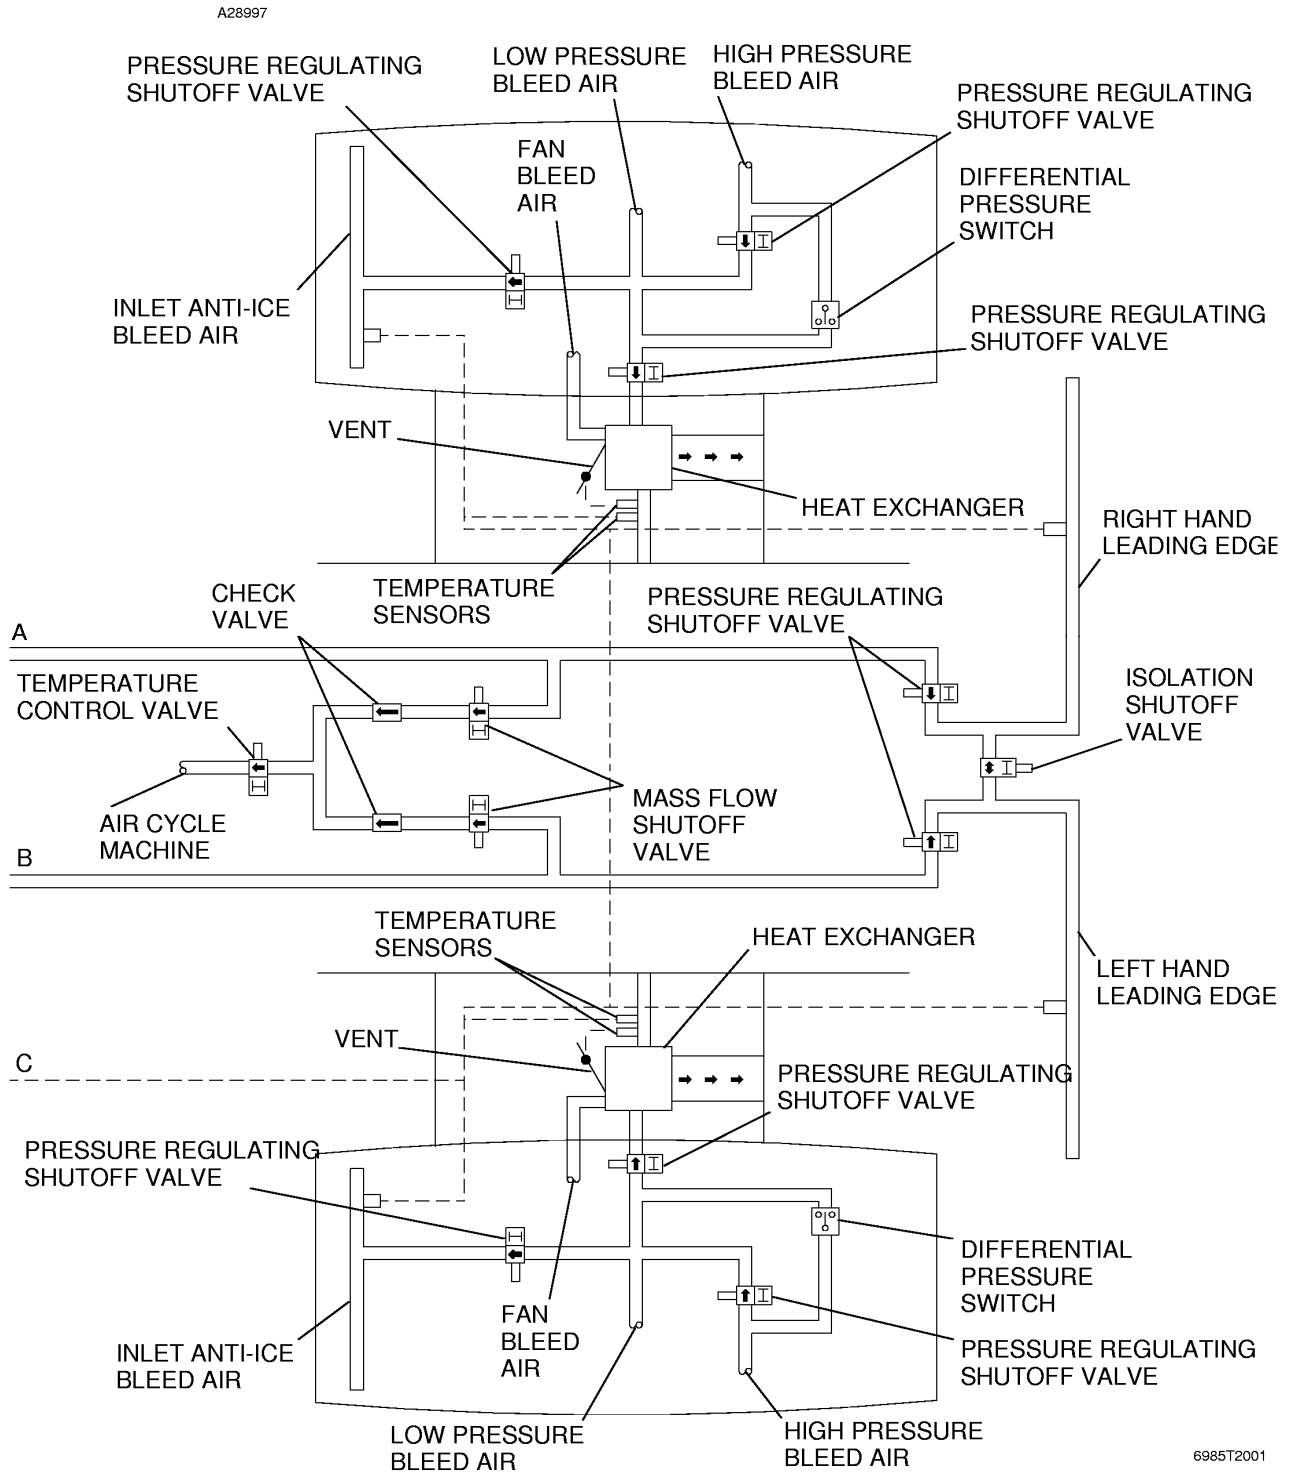 A28997
LOW PRESSURE
BLEED AIR
HIGH PRESSURE
BLEED AIR
PRESSURE REGULATING
SHUTOFF VALVE
PRESSURE REGULATING
SHUTOFF VALVE
FAN
BLEED
AIR
DIFFERENTIAL
PRESSURE
SWITCH
INLET ANTI-ICE
BLEED AIR
PRESSURE REGULATING
SHUTOFF VALVE
VENT
HEAT EXCHANGER
RIGHT HAND
LEADING EDGE
TEMPERATURE
SENSORS
CHECK
VALVE
PRESSURE REGULATING
SHUTOFF VALVE
A
TEMPERATURE
CONTROL VALVE
ISOLATION
SHUTOFF
VALVE
MASS FLOW
SHUTOFF
VALVE
AIR CYCLE
MACHINE
B
TEMPERATURE
SENSORS
HEAT EXCHANGER
LEFT HAND
LEADING EDGE
VENT
C
PRESSURE REGULATING
SHUTOFF VALVE
PRESSURE REGULATING
SHUTOFF VALVE
DIFFERENTIAL
PRESSURE
SWITCH
FAN
BLEED
AIR
INLET ANTI-ICE
BLEED AIR
PRESSURE REGULATING
SHUTOFF VALVE
LOW PRESSURE
BLEED AIR
HIGH PRESSURE
BLEED AIR
6985T2001